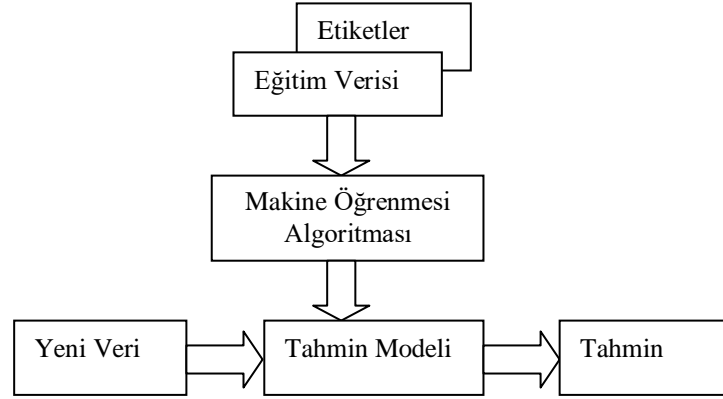 Etiketler
Eğitim Verisi
Makine Öğrenmesi
Algoritması
Yeni Veri
Tahmin Modeli
Tahmin